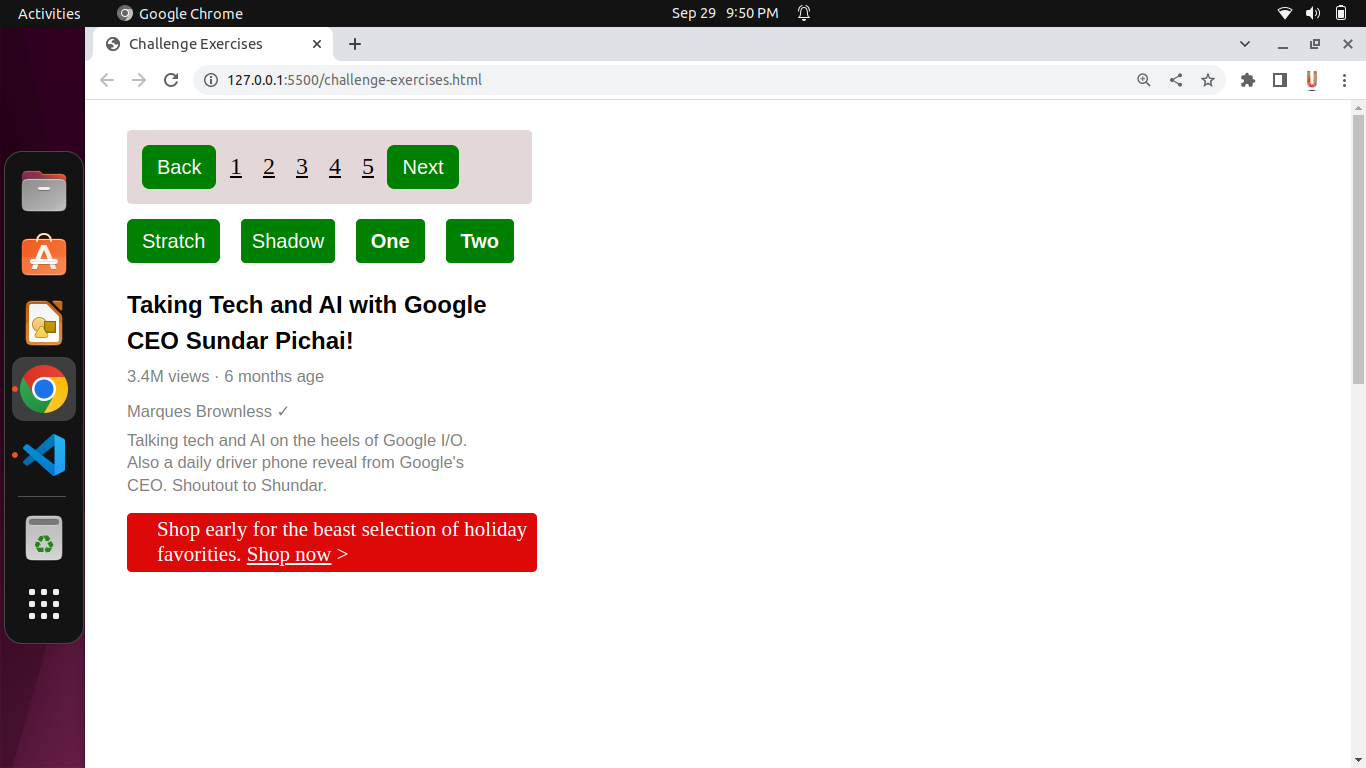 Activities
Google Chrome
Sep 29 9:50 PM
Challenge Exercises
127.0.0.1:5500/challenge-exercises.html
Back 1 2 3 4 5 Next
Stratch Shadow One Two
Taking Tech and AI with Google
CEO Sundar Pichai!
3.4M views · 6 months ago
Marques Brownless ✓
Talking tech and AI on the heels of Google I/O.
Also a daily driver phone reveal from Google's
CEO. Shoutout to Shundar.
Shop early for the beast selection of holiday
favorities. Shop now >